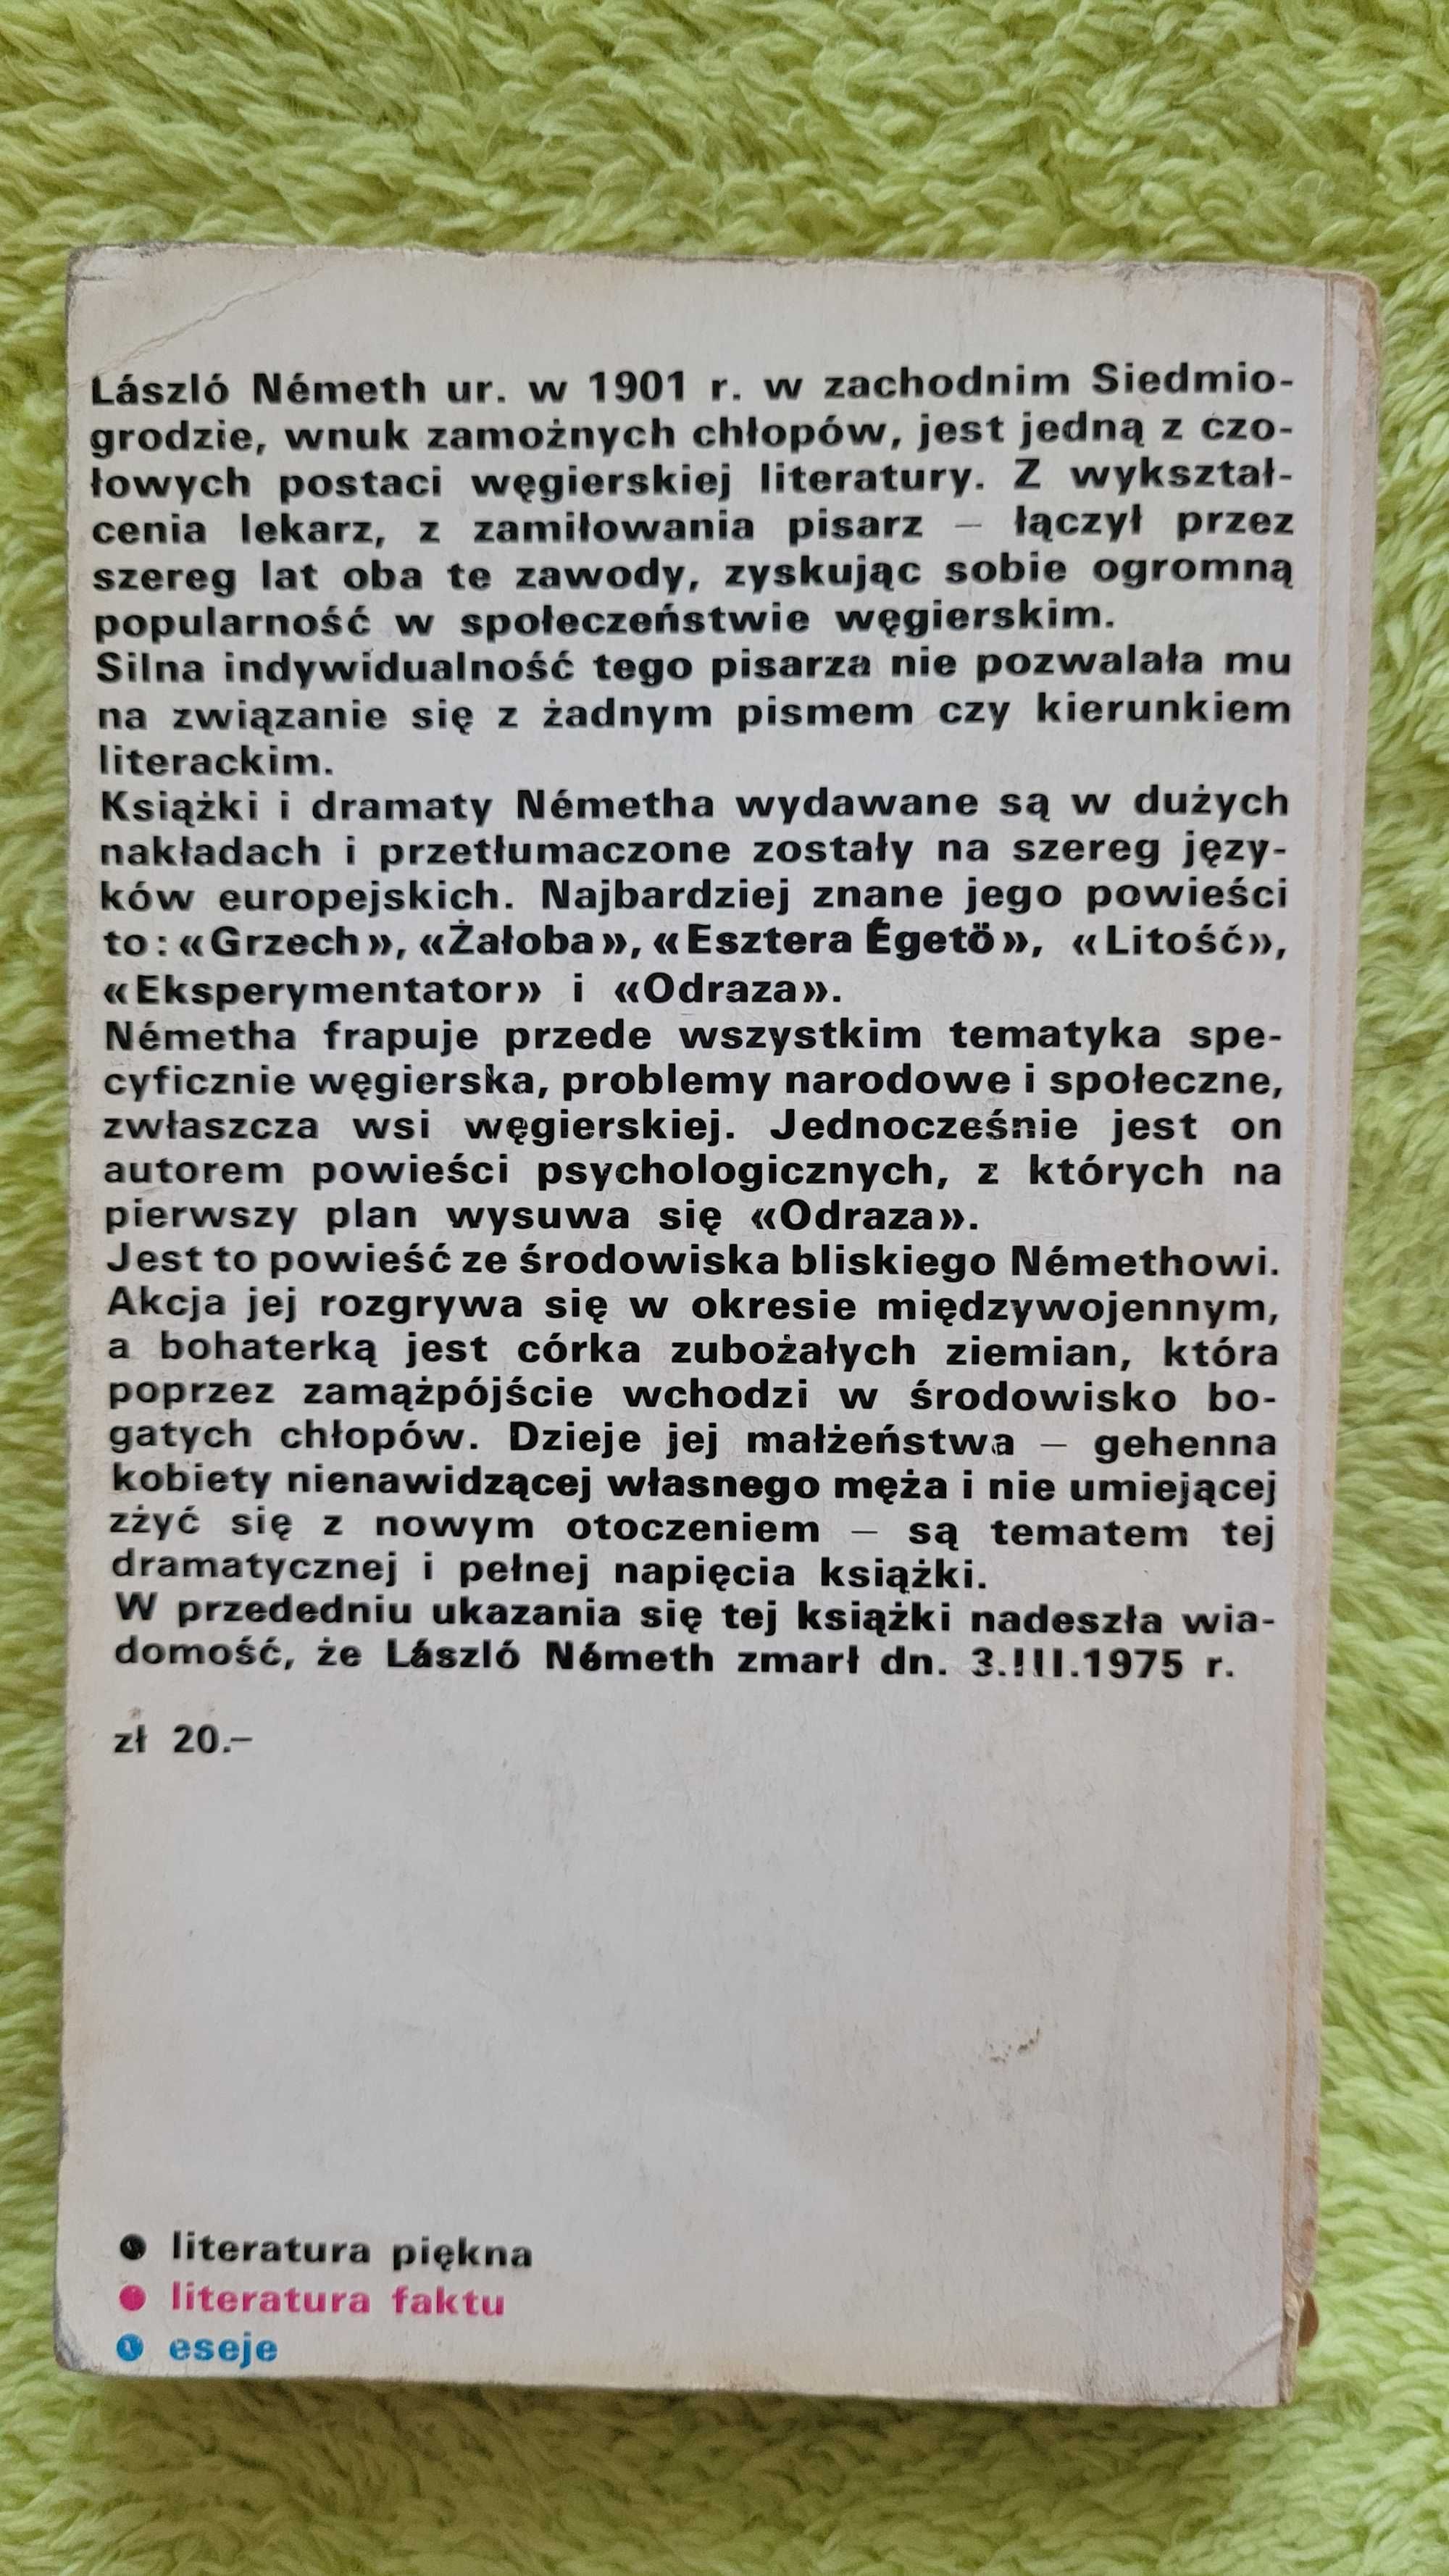 László Németh ur. w 1901 r. w zachodnim Siedmio-
grodzie, wnuk zamożnych chłopów, jest jedną z czo-
łowych postaci węgierskiej literatury. Z wykształ-
cenia lekarz, z zamiłowania pisarz – łączył przez
szereg lat oba te zawody, zyskując sobie ogromną
popularność w społeczeństwie węgierskim.
Silna indywidualność tego pisarza nie pozwalała mu
na związanie się z żadnym pismem czy kierunkiem
literackim.
Książki i dramaty Németha wydawane są w dużych
nakładach i przetłumaczone zostały na szereg języ-
ków europejskich. Najbardziej znane jego powieści
to: «Grzech», «Żałoba», «Esztera Égetö», «Litość»,
«Eksperymentator» i «Odraza».
Németha frapuje przede wszystkim tematyka spe-
cyficznie węgierska, problemy narodowe i społeczne,
zwłaszcza wsi węgierskiej. Jednocześnie jest on
autorem powieści psychologicznych, z których na
pierwszy plan wysuwa się «Odraza».
Jest to powieść ze środowiska bliskiego Némethowi.
Akcja jej rozgrywa się w okresie międzywojennym,
a bohaterką jest córka zubożałych ziemian, która
poprzez zamążpójście wchodzi w środowisko bo-
gatych chłopów. Dzieje jej małżeństwa – gehenna
kobiety nienawidzącej własnego męża i nie umiejącej
zżyć się z nowym otoczeniem – są tematem tej
dramatycznej i pełnej napięcia książki.
W przededniu ukazania się tej książki nadeszła wia-
domość, że László Németh zmarł dn. 3.III.1975 r.
zł 20.–
literatura piękna
literatura faktu
eseje